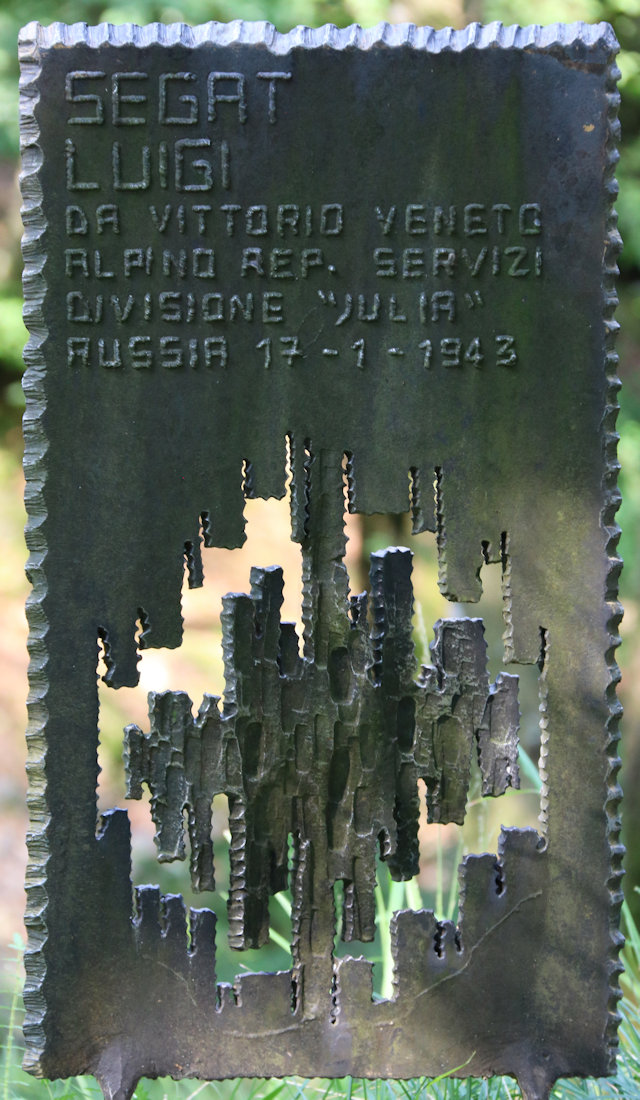 SEGAT
LUIGI
DA VITTORIO VENETO
ALPINO REP. SERVIZI
DIVISIONE "JULIA"
RUSSIA 17-1-1943